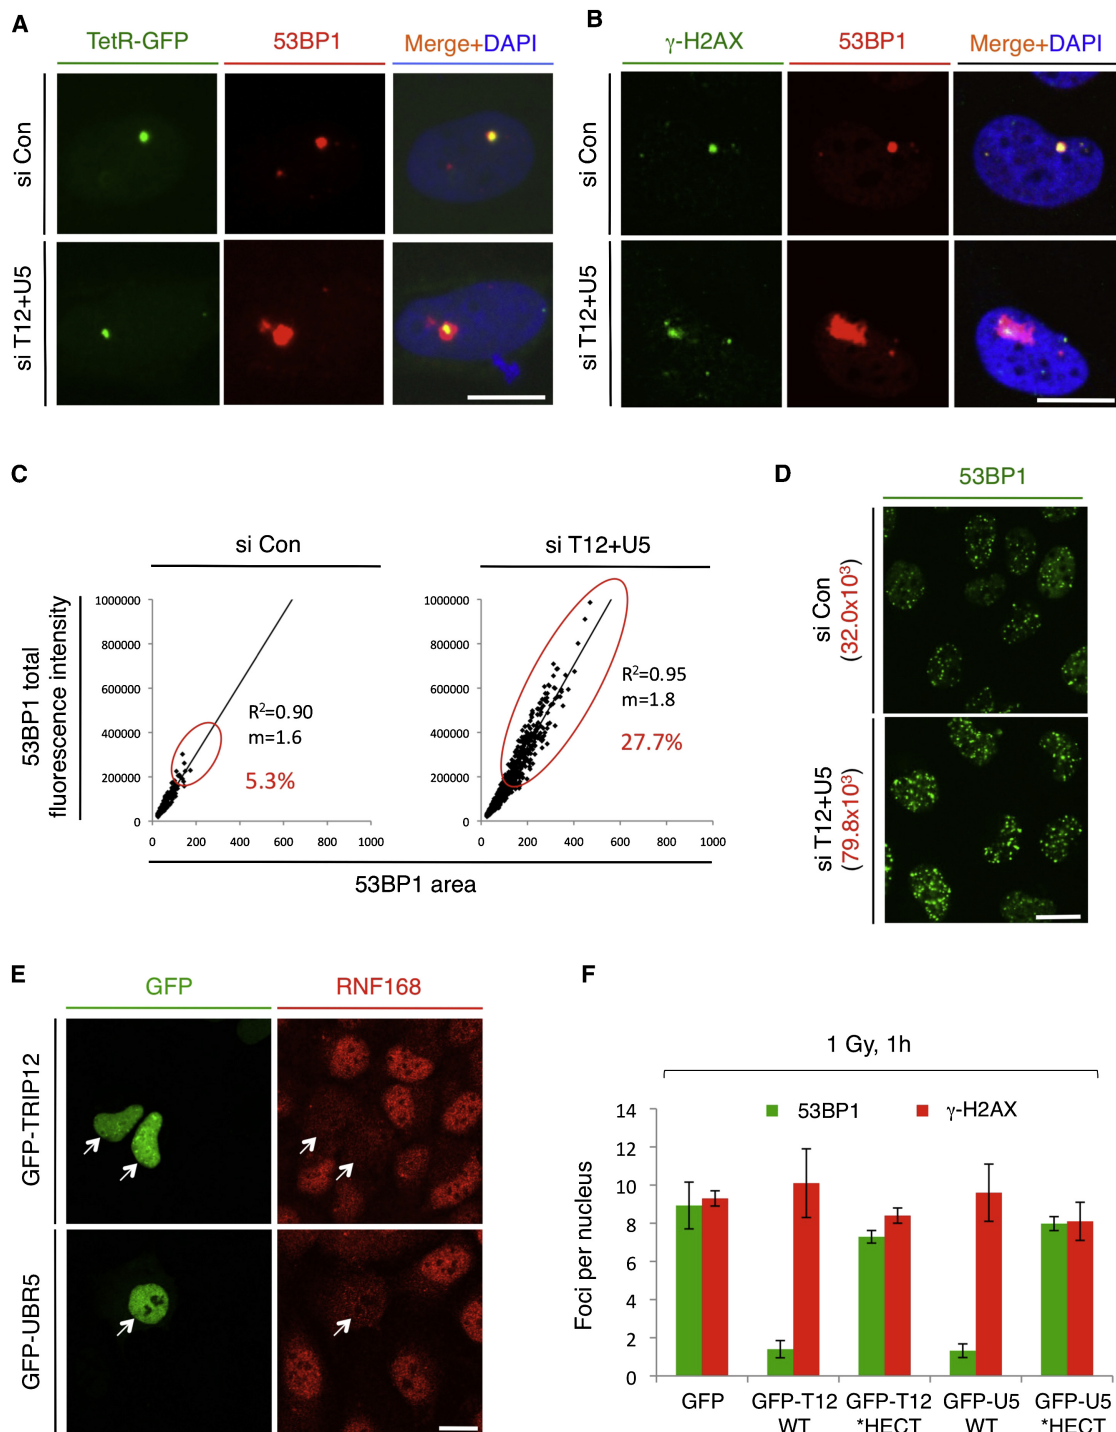 A
TetR-GFP
53BP1
Merge+DAPI
si Con
si T12+U5
B
γ-H2AX
53BP1
Merge+DAPI
si Con
si T12+U5
C
si Con
si T12+U5
53BP1 total
fluorescence intensity
1000000
800000
600000
400000
200000
0
R²=0.90
m=1.6
5.3%
0 200 400 600 800 1000
1000000
800000
600000
400000
200000
0
R²=0.95
m=1.8
27.7%
0 200 400 600 800 1000
53BP1 area
D
53BP1
si Con
(32.0x10³)
si T12+U5
(79.8x10³)
E
GFP
RNF168
GFP-TRIP12
GFP-UBR5
F
1 Gy, 1h
53BP1
γ-H2AX
Foci per nucleus
14
12
10
8
6
4
2
0
GFP GFP-T12 GFP-T12 GFP-U5 GFP-U5
WT *HECT WT *HECT